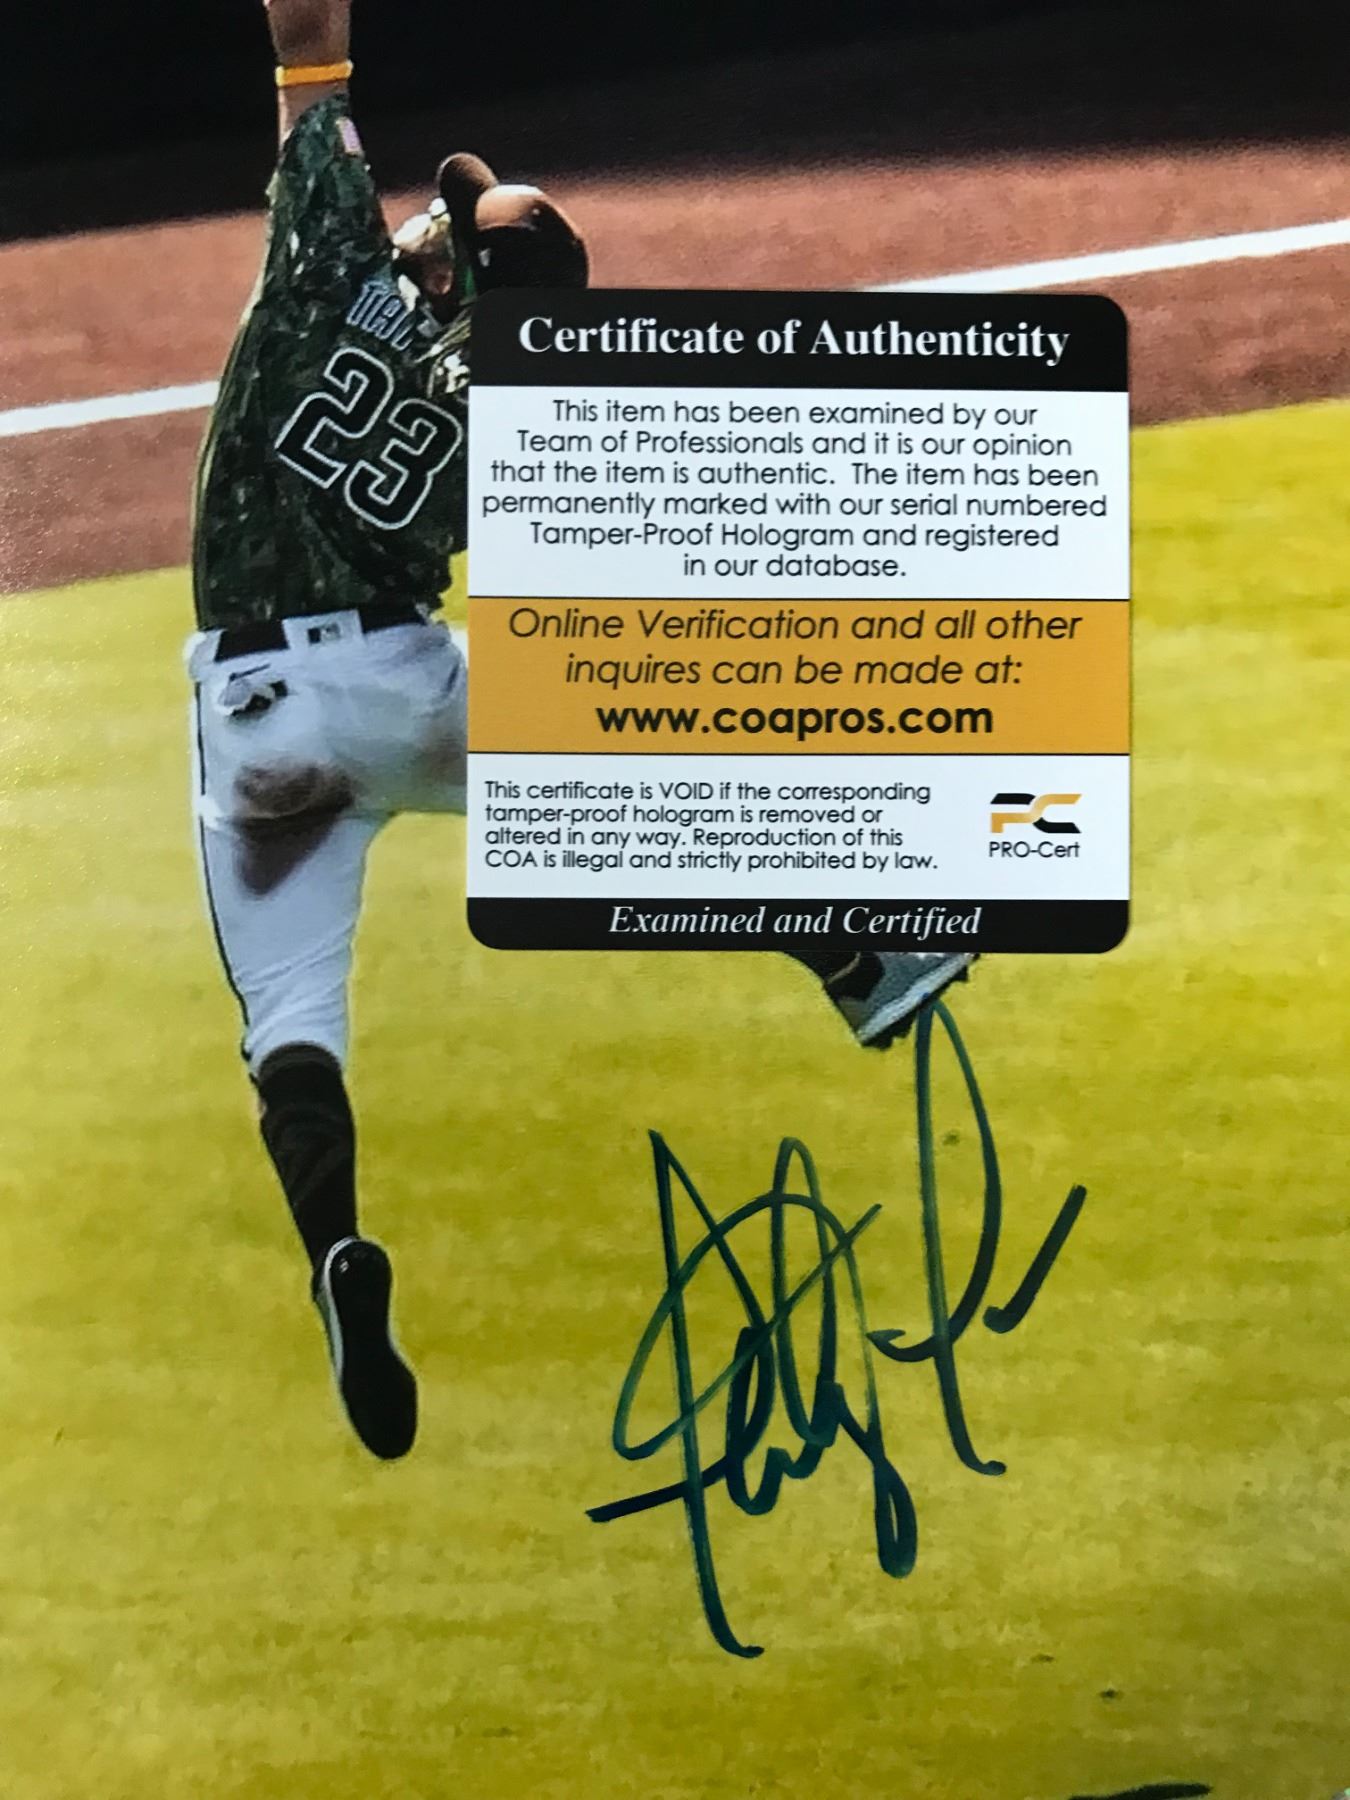 TAT
23
Certificate of Authenticity
This item has been examined by our
Team of Professionals and it is our opinion
that the item is authentic. The item has been
permanently marked with our serial numbered
Tamper-Proof Hologram and registered
in our database.
Online Verification and all other
inquires can be made at:
www.coapros.com
This certificate is VOID if the corresponding
tamper-proof hologram is removed or
altered in any way. Reproduction of this
COA is illegal and strictly prohibited by law.
PRO-Cert
Examined and Certified